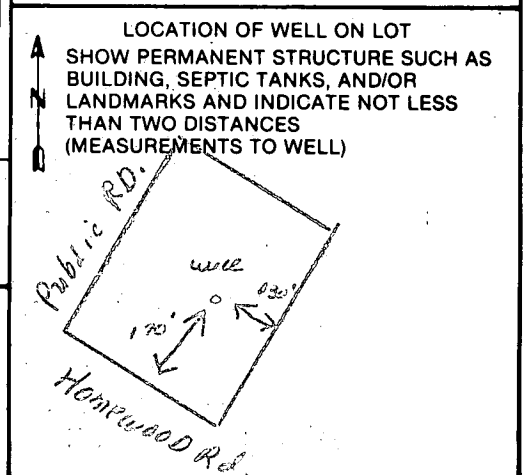 LOCATION OF WELL ON LOT
SHOW PERMANENT STRUCTURE SUCH AS
BUILDING, SEPTIC TANKS, AND/OR
N LANDMARKS AND INDICATE NOT LESS
THAN TWO DISTANCES
(MEASUREMENTS TO WELL)
Public RD.
well
170'
Homewood Rd.